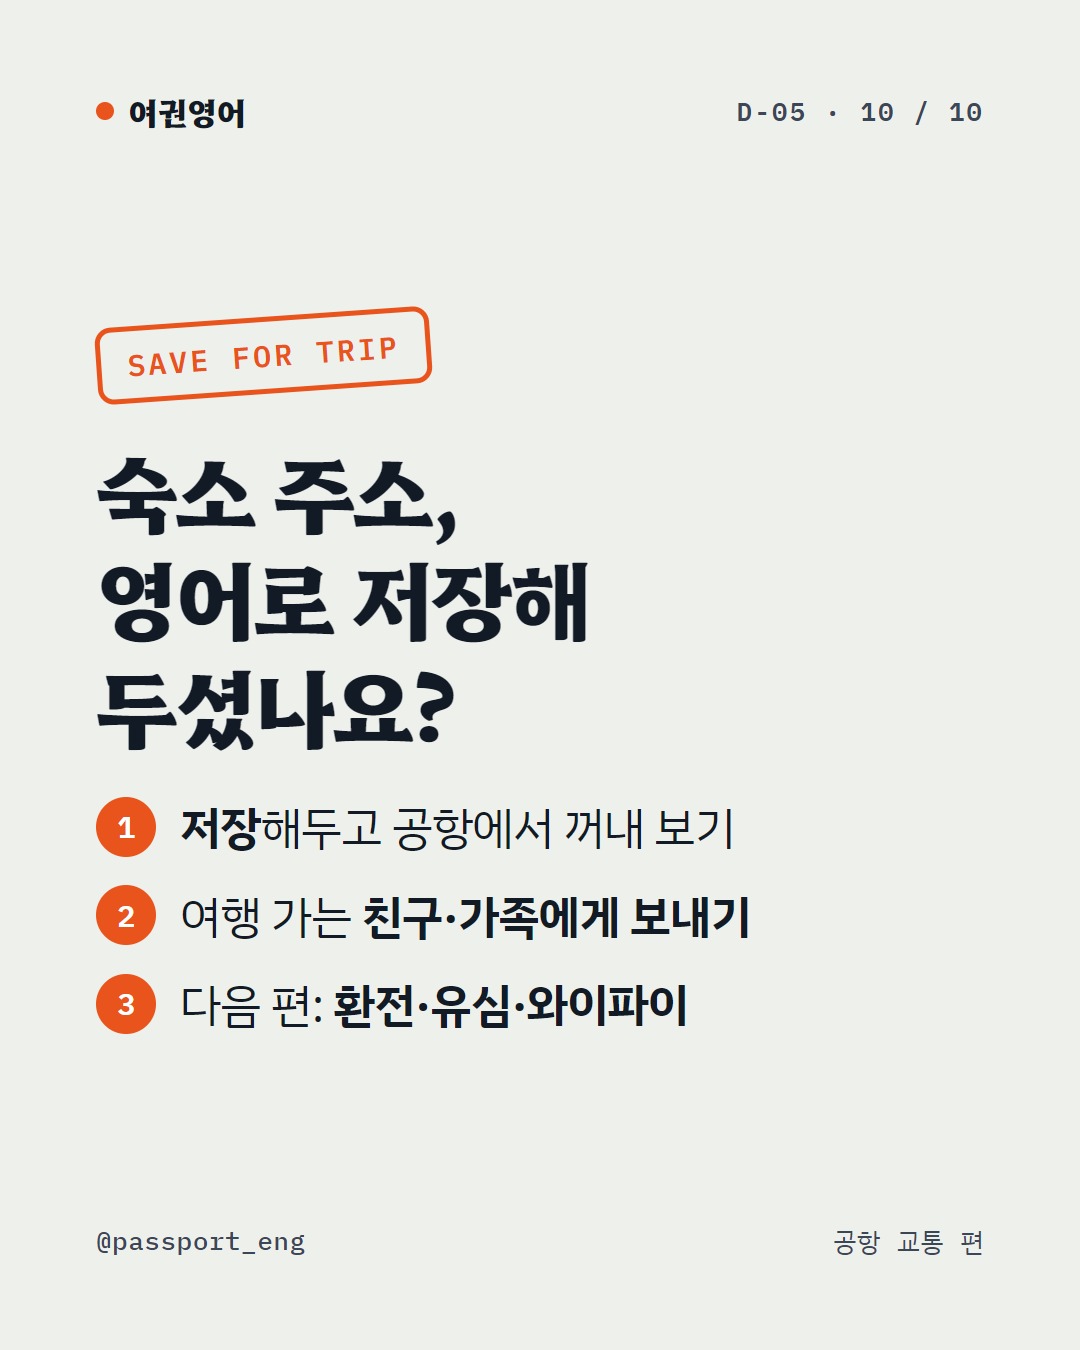 여권영어
D-05 · 10 / 10
SAVE FOR TRIP
숙소 주소,
영어로 저장해
두셨나요?
1 저장해두고 공항에서 꺼내 보기
2 여행 가는 친구·가족에게 보내기
3 다음 편: 환전·유심·와이파이
@passport_eng
공항 교통 편